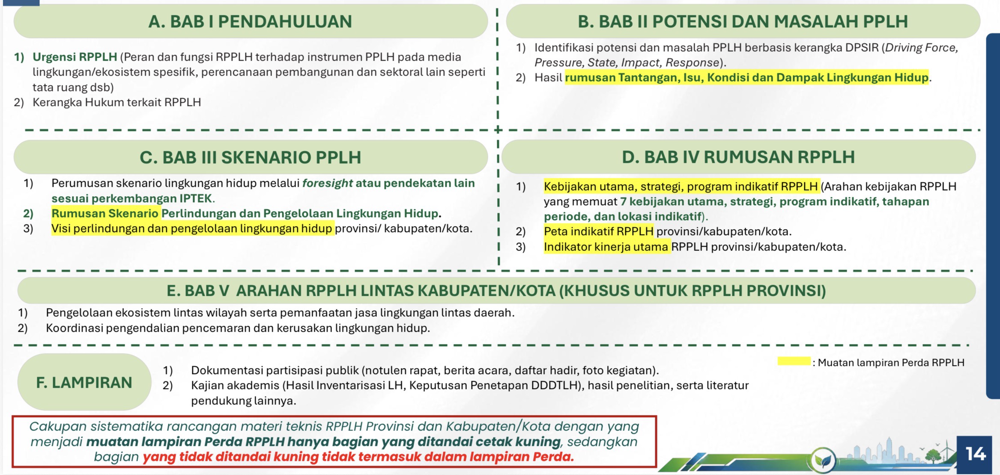 A. BAB I PENDAHULUAN
1) Urgensi RPPLH (Peran dan fungsi RPPLH terhadap instrumen PPLH pada media
lingkungan/ekosistem spesifik, perencanaan pembangunan dan sektoral lain seperti
tata ruang dsb)
2) Kerangka Hukum terkait RPPLH
B. BAB II POTENSI DAN MASALAH PPLH
1) Identifikasi potensi dan masalah PPLH berbasis kerangka DPSIR (Driving Force,
Pressure, State, Impact, Response).
2) Hasil rumusan Tantangan, Isu, Kondisi dan Dampak Lingkungan Hidup.
C. BAB III SKENARIO PPLH
1) Perumusan skenario lingkungan hidup melalui foresight atau pendekatan lain
sesuai perkembangan IPTEK.
2) Rumusan Skenario Perlindungan dan Pengelolaan Lingkungan Hidup.
3) Visi perlindungan dan pengelolaan lingkungan hidup provinsi/ kabupaten/kota.
D. BAB IV RUMUSAN RPPLH
1) Kebijakan utama, strategi, program indikatif RPPLH (Arahan kebijakan RPPLH
yang memuat 7 kebijakan utama, strategi, program indikatif, tahapan
periode, dan lokasi indikatif).
2) Peta indikatif RPPLH provinsi/kabupaten/kota.
3) Indikator kinerja utama RPPLH provinsi/kabupaten/kota.
E. BAB V ARAHAN RPPLH LINTAS KABUPATEN/KOTA (KHUSUS UNTUK RPPLH PROVINSI)
1) Pengelolaan ekosistem lintas wilayah serta pemanfaatan jasa lingkungan lintas daerah.
2) Koordinasi pengendalian pencemaran dan kerusakan lingkungan hidup.
F. LAMPIRAN
1) Dokumentasi partisipasi publik (notulen rapat, berita acara, daftar hadir, foto kegiatan).
2) Kajian akademis (Hasil Inventarisasi LH, Keputusan Penetapan DDDTLH), hasil penelitian, serta literatur
pendukung lainnya.
: Muatan lampiran Perda RPPLH
Cakupan sistematika rancangan materi teknis RPPLH Provinsi dan Kabupaten/Kota dengan yang
menjadi muatan lampiran Perda RPPLH hanya bagian yang ditandai cetak kuning, sedangkan
bagian yang tidak ditandai kuning tidak termasuk dalam lampiran Perda.
14